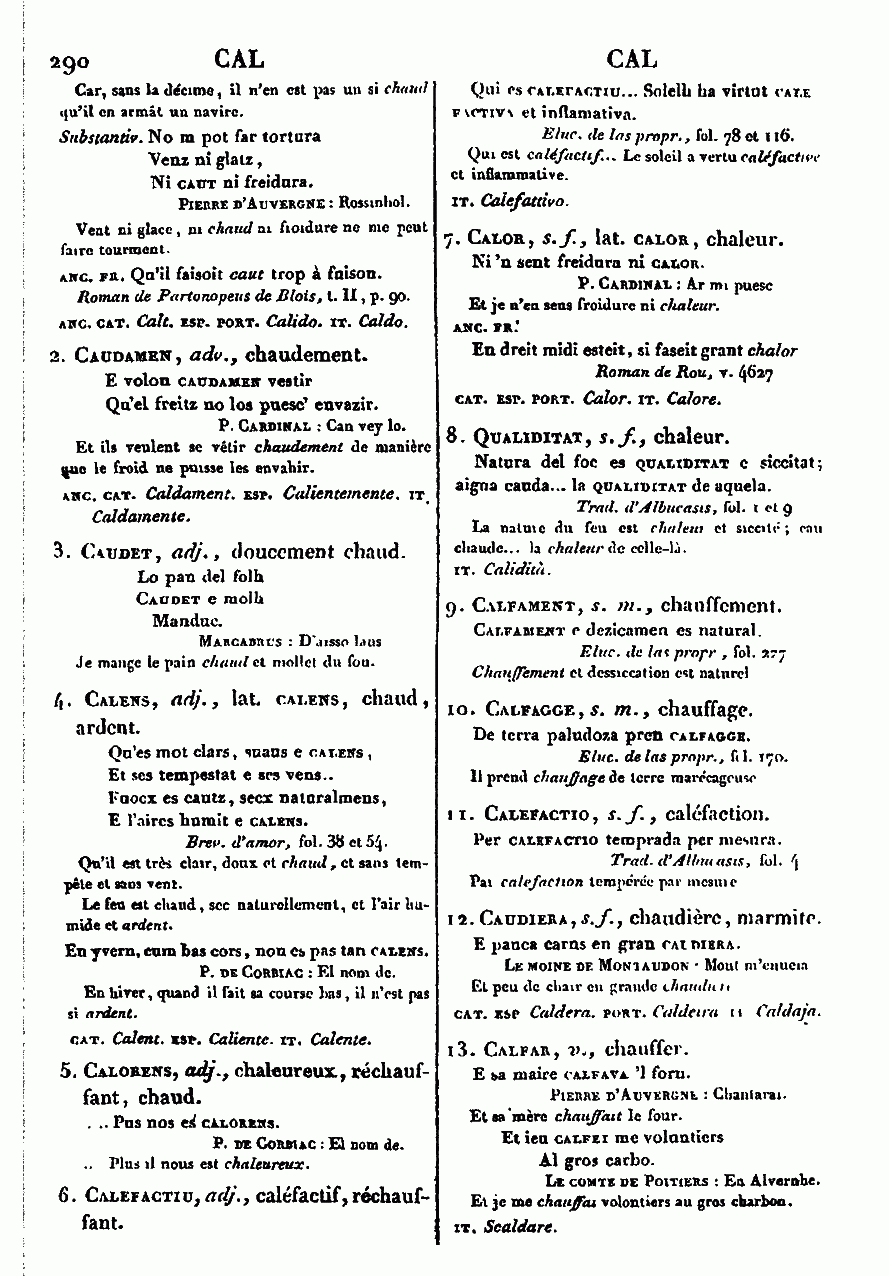 290 CAL CAL
Car, sans la décime, il n'en est pas un si chaud
qu'il en armât un navire.
Substantiv. No m pot far tortura
Venz ni glatz,
Ni CAUT ni freidura.
PIERRE D'AUVERGNE : Rossinhol.
Vent ni glace, ni chaud ni froidure ne me peut
faire tourment.
ANC. FR. Qu'il faisoit caut trop à faison.
Roman de Partonopeus de Blois, t. II, p. 90.
ANC. CAT. Calt. ESP. PORT. Calido. IT. Caldo.
2. CAUDAMEN, adv., chaudement.
E volon CAUDAMEN vestir
Qu'el freitz no los puesc' envazir.
P. CARDINAL : Can vey lo.
Et ils veulent se vêtir chaudement de manière
que le froid ne puisse les envahir.
ANC. CAT. Caldament. ESP. Calientemente. IT.
Caldamente.
3. CAUDET, adj., doucement chaud.
Lo pan del folh
CAUDET e molh
Manduc.
MARCABRUS : D'aisso laus
Je mange le pain chaud et mollet du fou.
4. CALENS, adj., lat. CALENS, chaud,
ardent.
Qu'es mot clars, suaus e CALENS,
Et ses tempestat e ses vens..
Fuocx es cautz, secx naturalmens,
E l'aires humit e CALENS.
Brev. d'amor, fol. 38 et 54.
Qu'il est très clair, doux et chaud, et sans tem-
pête et sans vent.
Le feu est chaud, sec naturellement, et l'air hu-
mide et ardent.
En yvern, cum bas cors, non es pas tan CALENS.
P. DE CORBIAC : El nom de.
En hiver, quand il fait sa course bas, il n'est pas
si ardent.
CAT. Calent. ESP. Caliente. IT. Calente.
5. CALORENS, adj., chaleureux, réchauf-
fant, chaud.
... Pus nos es CALORENS.
P. DE CORBIAC : El nom de.
.. Plus il nous est chaleureux.
6. CALEFACTIU, adj., caléfactif, réchauf-
fant.
Qui es CALEFACTIU... Solelh ha virtut CALE
FACTIVA et inflamativa.
Eluc. de las propr., fol. 78 et 116.
Qui est caléfactif... Le soleil a vertu caléfactive
et inflammative.
IT. Calefattivo.
7. CALOR, s. f., lat. CALOR, chaleur.
Ni 'n sent freidura ni CALOR.
P. CARDINAL : Ar mi puesc
Et je n'en sens froidure ni chaleur.
ANC. FR.
En dreit midi esteit, si faseit grant chalor
Roman de Rou, v. 4627
CAT. ESP. PORT. Calor. IT. Calore.
8. QUALIDITAT, s. f., chaleur.
Natura del foc es QUALIDITAT e siccitat;
aigua cauda... la QUALIDITAT de aquela.
Trad. d'Albucasis, fol. 1 et 9
La nature du feu est chaleur et siccité; eau
chaude... la chaleur de celle-là.
IT. Calidità.
9. CALFAMENT, s. m., chauffement.
CALFAMENT e dezicamen es natural.
Eluc. de las propr, fol. 277
Chauffement et dessiccation est naturel
10. CALFAGGE, s. m., chauffage.
De terra paludoza pren CALFAGGE.
Eluc. de las propr., fol. 170.
Il prend chauffage de terre marécageuse
11. CALEFACTIO, s. f., caléfaction.
Per CALEFACTIO temprada per mesura.
Trad. d'Albucasis, fol. 4
Par calefaction tempérée par mesure
12. CAUDIERA, s. f., chaudière, marmite.
E panca carns en gran CAUDIERA.
LE MOINE DE MONTAUDON : Mout m'enueia
Et peu de chair en grande chaudière
CAT. ESP Caldera. PORT. Caldeira IT Caldaja.
13. CALFAR, v., chauffer.
E sa maire CALFAVA 'l forn.
PIERRE D'AUVERGNE : Chantarai.
Et sa mère chauffait le four.
Et ieu CALFEI me volontiers
Al gros carbo.
LE COMTE DE POITIERS : En Alvernhe.
Et je me chauffai volontiers au gros charbon.
IT. Scaldare.